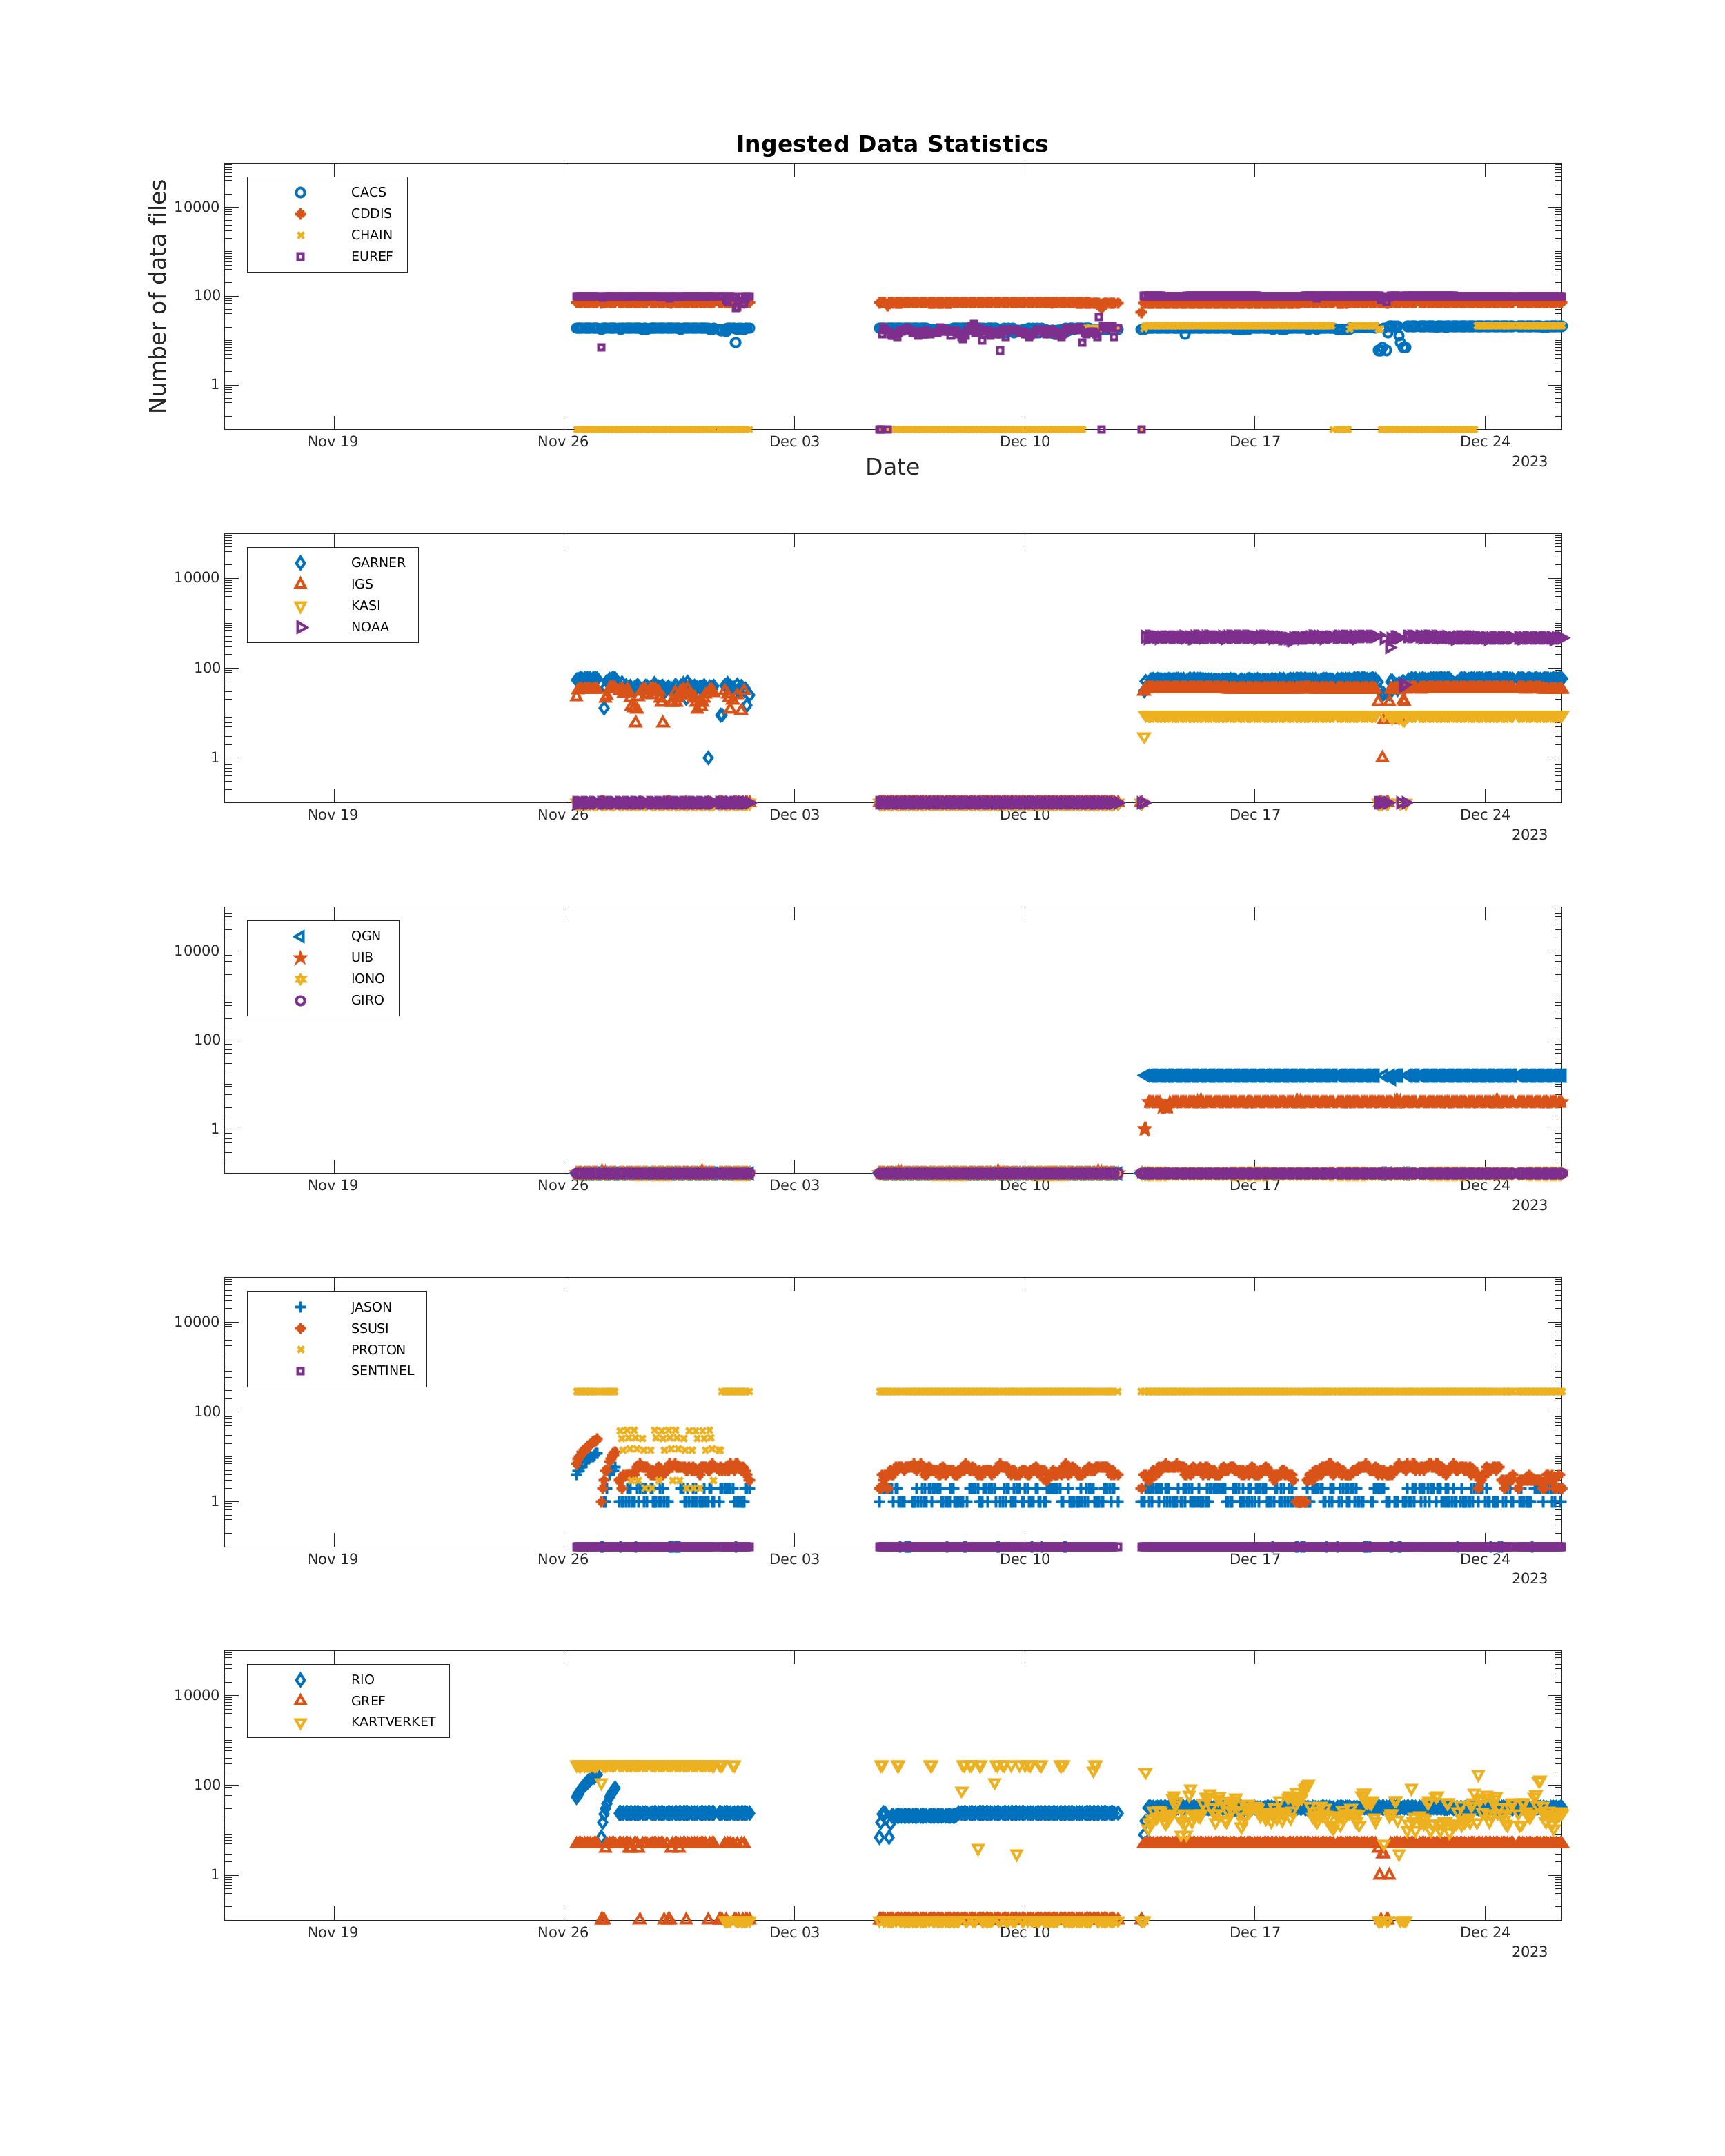 Ingested Data Statistics
Number of data files
10000
100
1
CACS
CDDIS
CHAIN
EUREF
Nov 19 Nov 26 Dec 03 Dec 10 Dec 17 Dec 24
2023
Date
10000
100
1
GARNER
IGS
KASI
NOAA
Nov 19 Nov 26 Dec 03 Dec 10 Dec 17 Dec 24
2023
10000
100
1
QGN
UIB
IONO
GIRO
Nov 19 Nov 26 Dec 03 Dec 10 Dec 17 Dec 24
2023
10000
100
1
JASON
SSUSI
PROTON
SENTINEL
Nov 19 Nov 26 Dec 03 Dec 10 Dec 17 Dec 24
2023
10000
100
1
RIO
GREF
KARTVERKET
Nov 19 Nov 26 Dec 03 Dec 10 Dec 17 Dec 24
2023